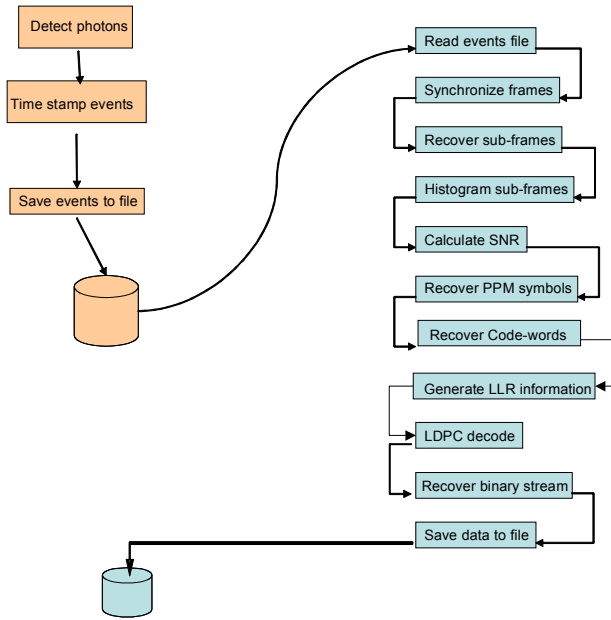 Detect photons
Time stamp events
Save events to file
Read events file
Synchronize frames
Recover sub-frames
Histogram sub-frames
Calculate SNR
Recover PPM symbols
Recover Code-words
Generate LLR information
LDPC decode
Recover binary stream
Save data to file